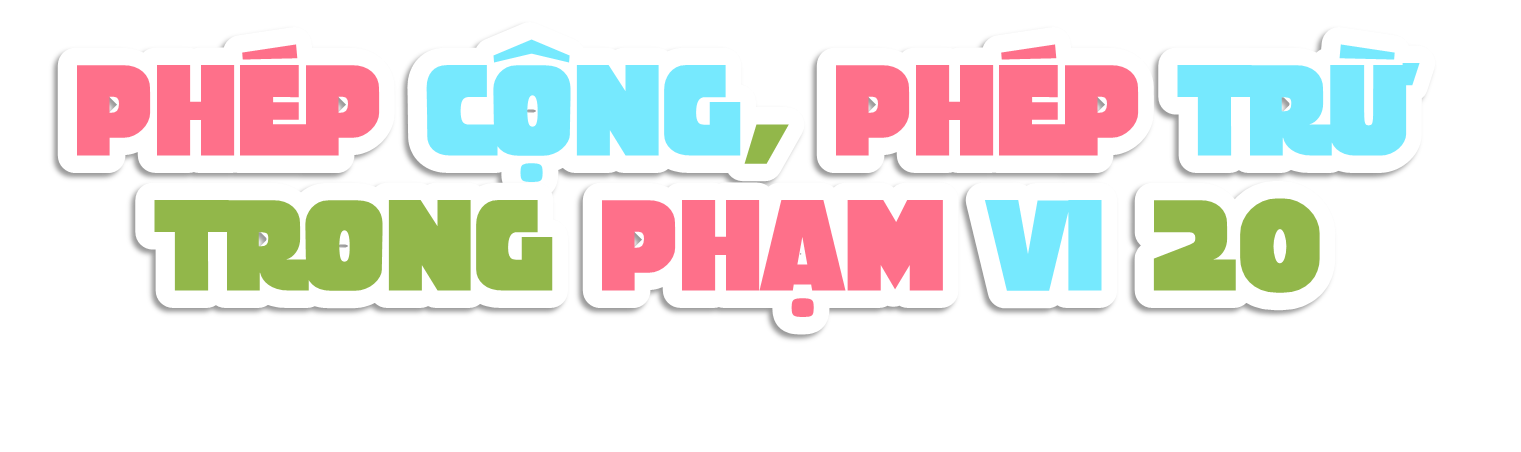 PHÉP CỘNG, PHÉP TRỪ
TRONG PHẠM VI 20